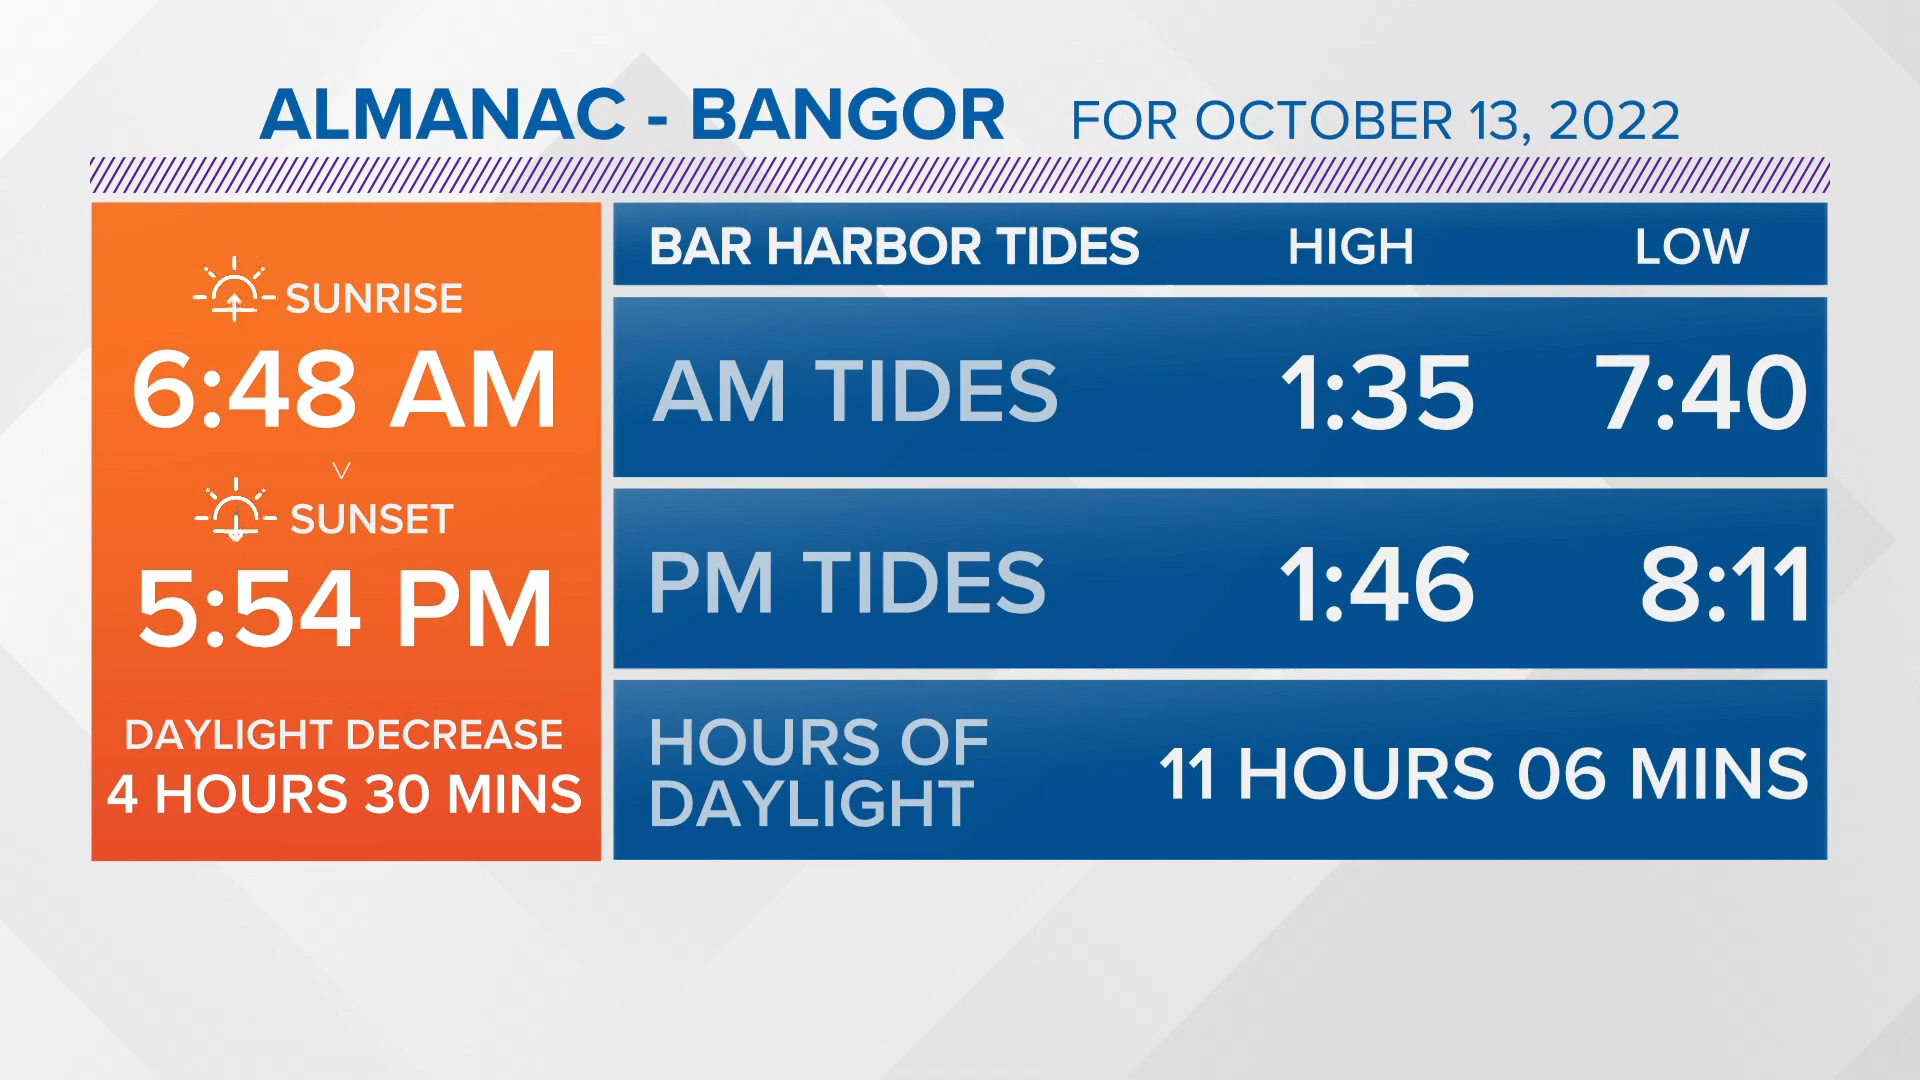 ALMANAC - BANGOR FOR OCTOBER 13, 2022
SUNRISE
6:48 AM
SUNSET
5:54 PM
DAYLIGHT DECREASE
4 HOURS 30 MINS
BAR HARBOR TIDES HIGH LOW
AM TIDES 1:35 7:40
PM TIDES 1:46 8:11
HOURS OF
DAYLIGHT
11 HOURS 06 MINS